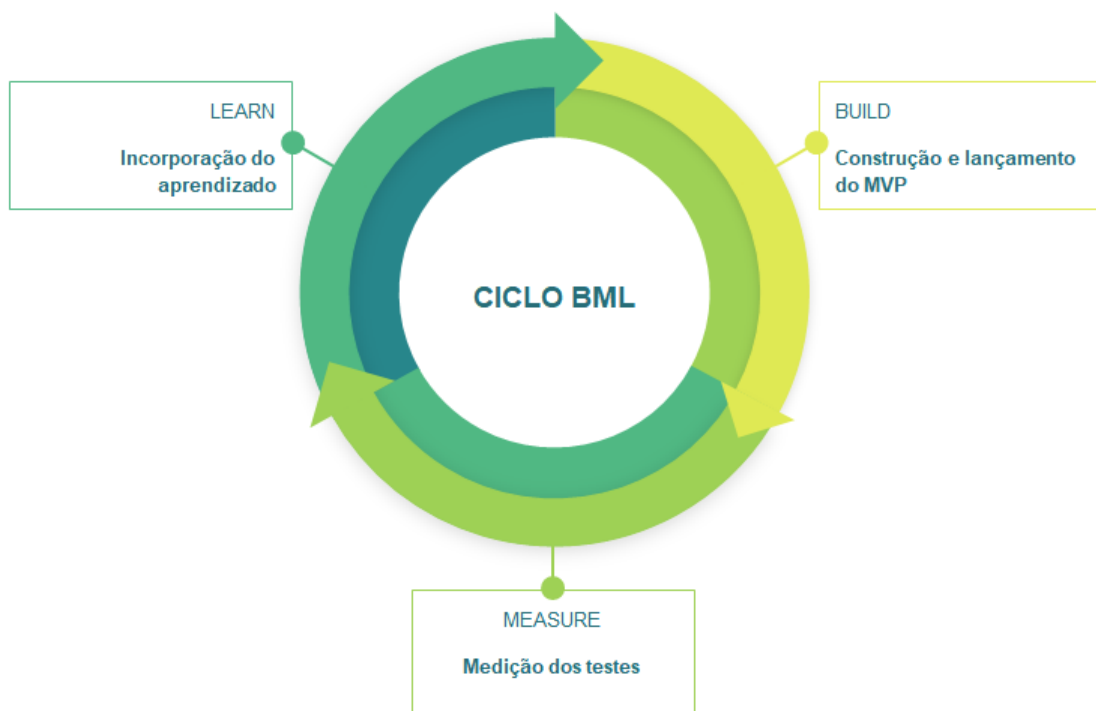 LEARN
Incorporação do
aprendizado
BUILD
Construção e lançamento
do MVP
CICLO BML
MEASURE
Medição dos testes